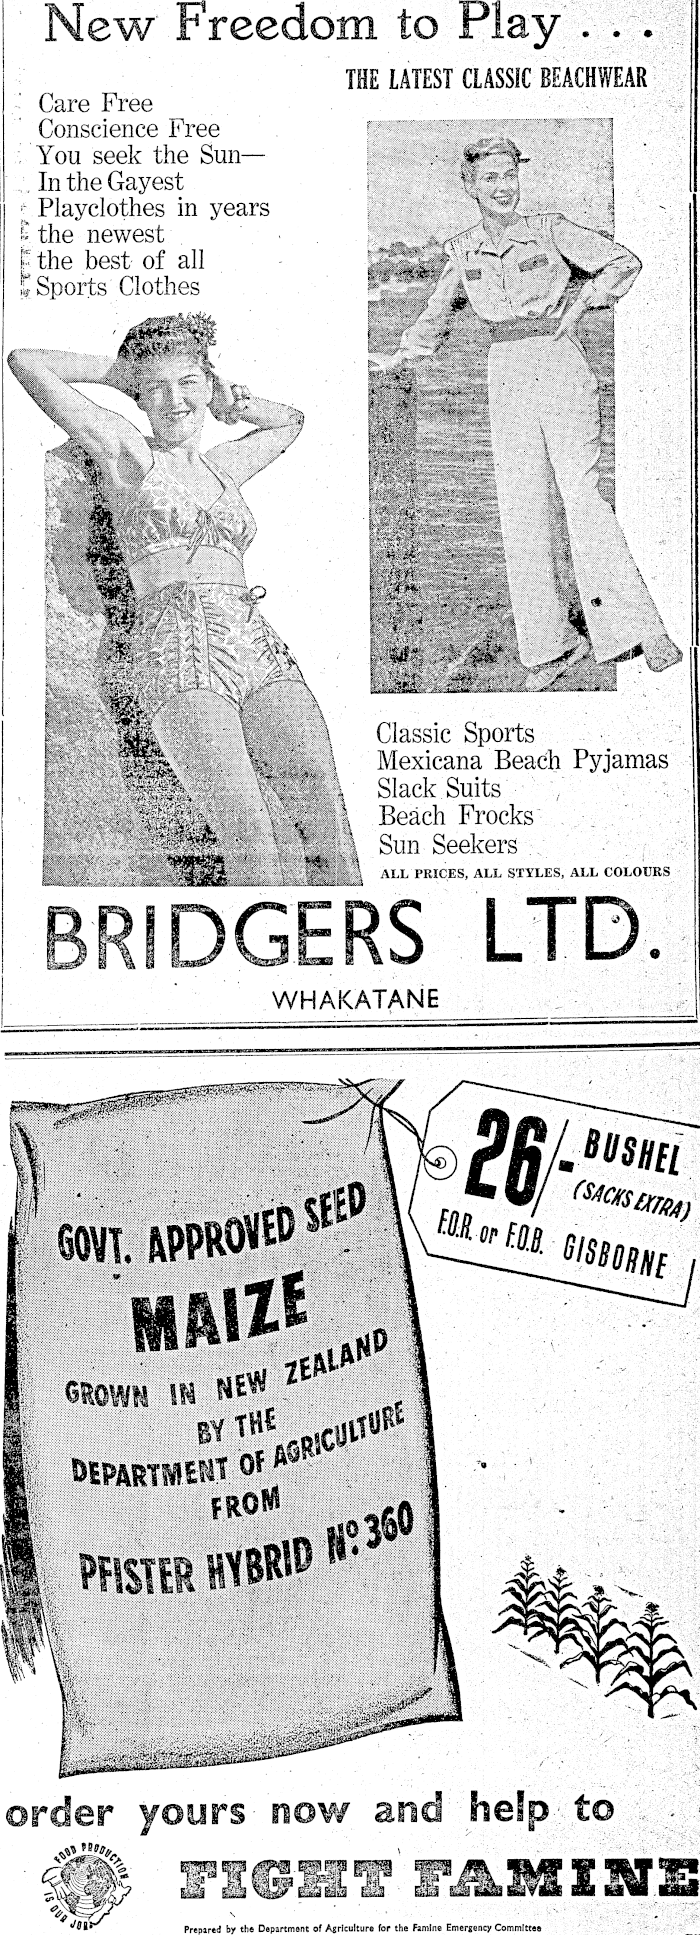 New Freedom to Play . . .
THE LATEST CLASSIC BEACHWEAR
Care Free
Conscience Free
You seek the Sun—
In the Gayest
Playclothes in years
the newest
the best of all
Sports Clothes
Classic Sports
Mexicana Beach Pyjamas
Slack Suits
Beach Frocks
Sun Seekers
ALL PRICES, ALL STYLES, ALL COLOURS
BRIDGERS LTD.
WHAKATANE
26/- BUSHEL
(SACKS EXTRA)
F.O.R. or F.O.B. GISBORNE
GOVT. APPROVED SEED
MAIZE
GROWN IN NEW ZEALAND
BY THE
DEPARTMENT OF AGRICULTURE
FROM
PFISTER HYBRID No. 360
order yours now and help to
FIGHT FAMINE
FOOD PRODUCTION
IS OUR JOB
Prepared by the Department of Agriculture for the Famine Emergency Committee